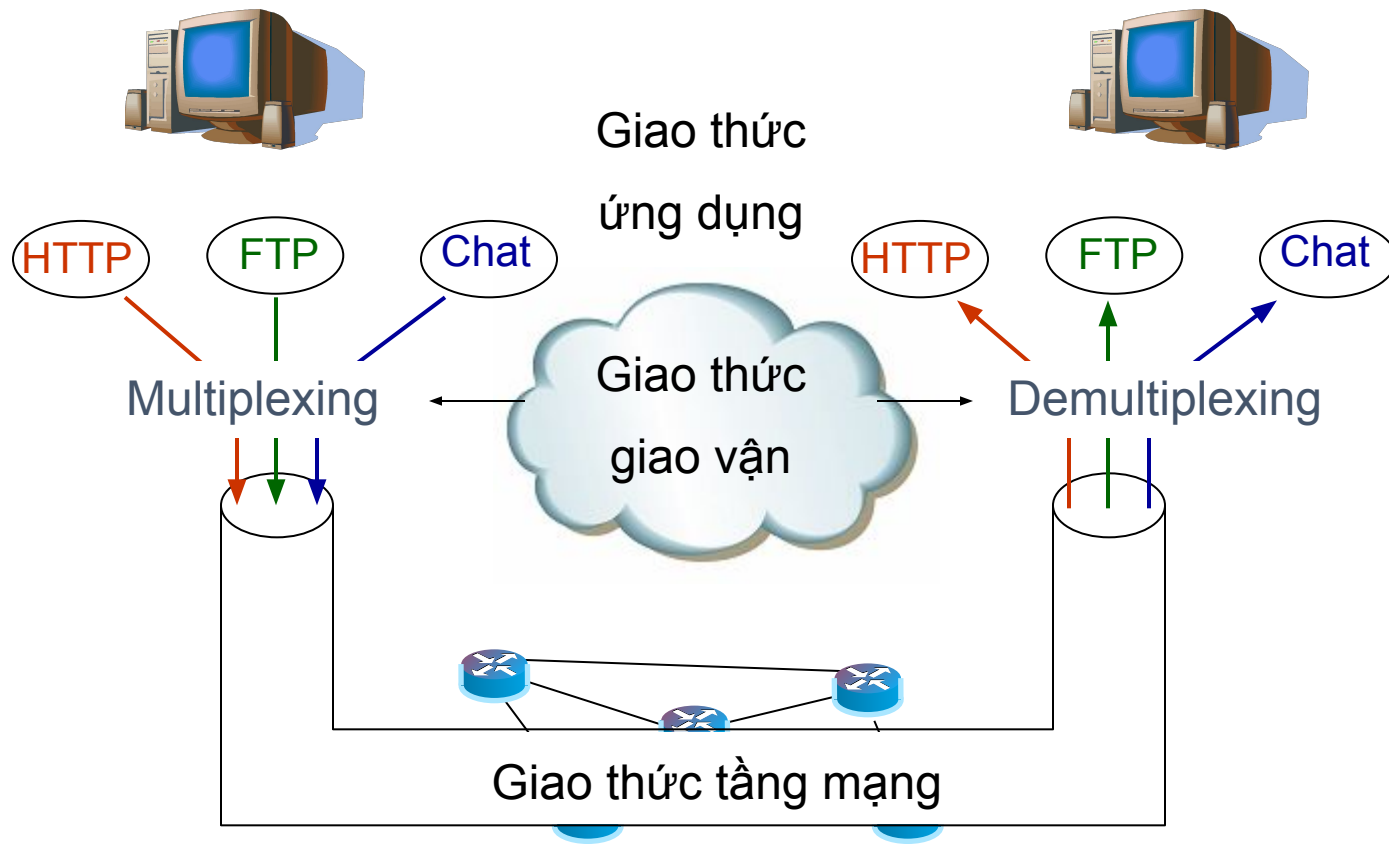 Giao thức
ứng dụng
HTTP
FTP
Chat
HTTP
FTP
Chat
Multiplexing
Giao thức
giao vận
Demultiplexing
Giao thức tầng mạng